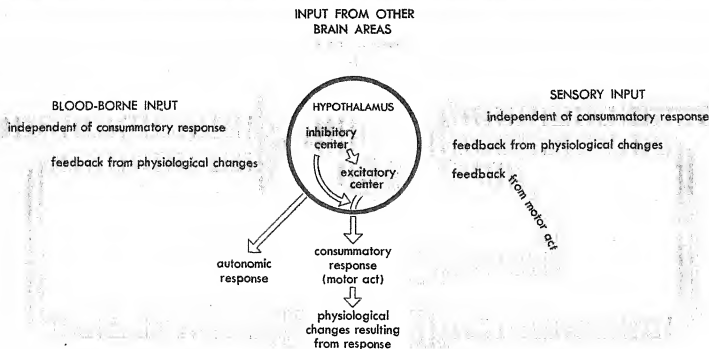 INPUT FROM OTHER
BRAIN AREAS
BLOOD-BORNE INPUT
independent of consummatory response
feedback from physiological changes
HYPOTHALAMUS
inhibitory
center
excitatory
center
SENSORY INPUT
independent of consummatory response
feedback from physiological changes
feedback from motor act
autonomic
response
consummatory
response
(motor act)
physiological
changes resulting
from response